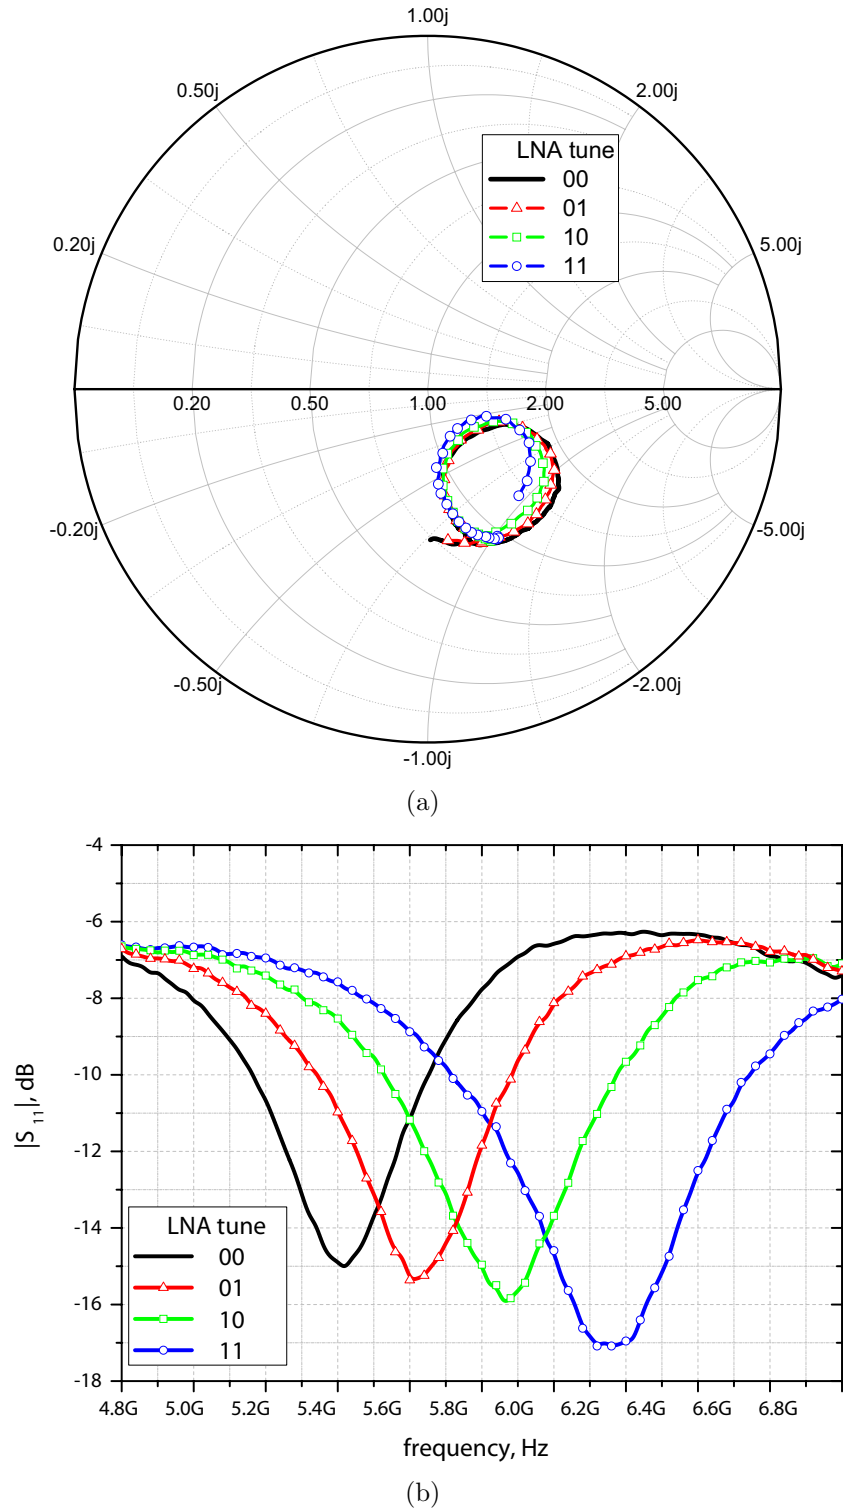 1.00j
0.50j
2.00j
LNA tune
00
01
10
11
0.20j
5.00j
0.20
0.50
1.00
2.00
5.00
-0.20j
-5.00j
-0.50j
-2.00j
-1.00j
(a)
-4
-6
-8
-10
-12
-14
-16
-18
|S 11|, dB
LNA tune
00
01
10
11
4.8G 5.0G 5.2G 5.4G 5.6G 5.8G 6.0G 6.2G 6.4G 6.6G 6.8G
frequency, Hz
(b)